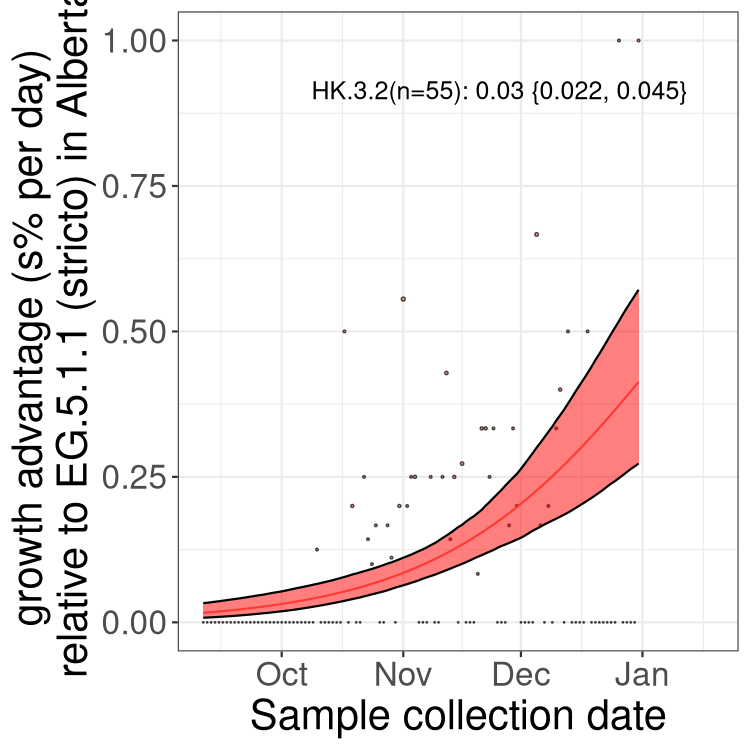 growth advantage (s% per day)
relative to EG.5.1.1 (stricto) in Alberta
1.00
0.75
0.50
0.25
0.00
HK.3.2(n=55): 0.03 {0.022, 0.045}
Oct Nov Dec Jan
Sample collection date